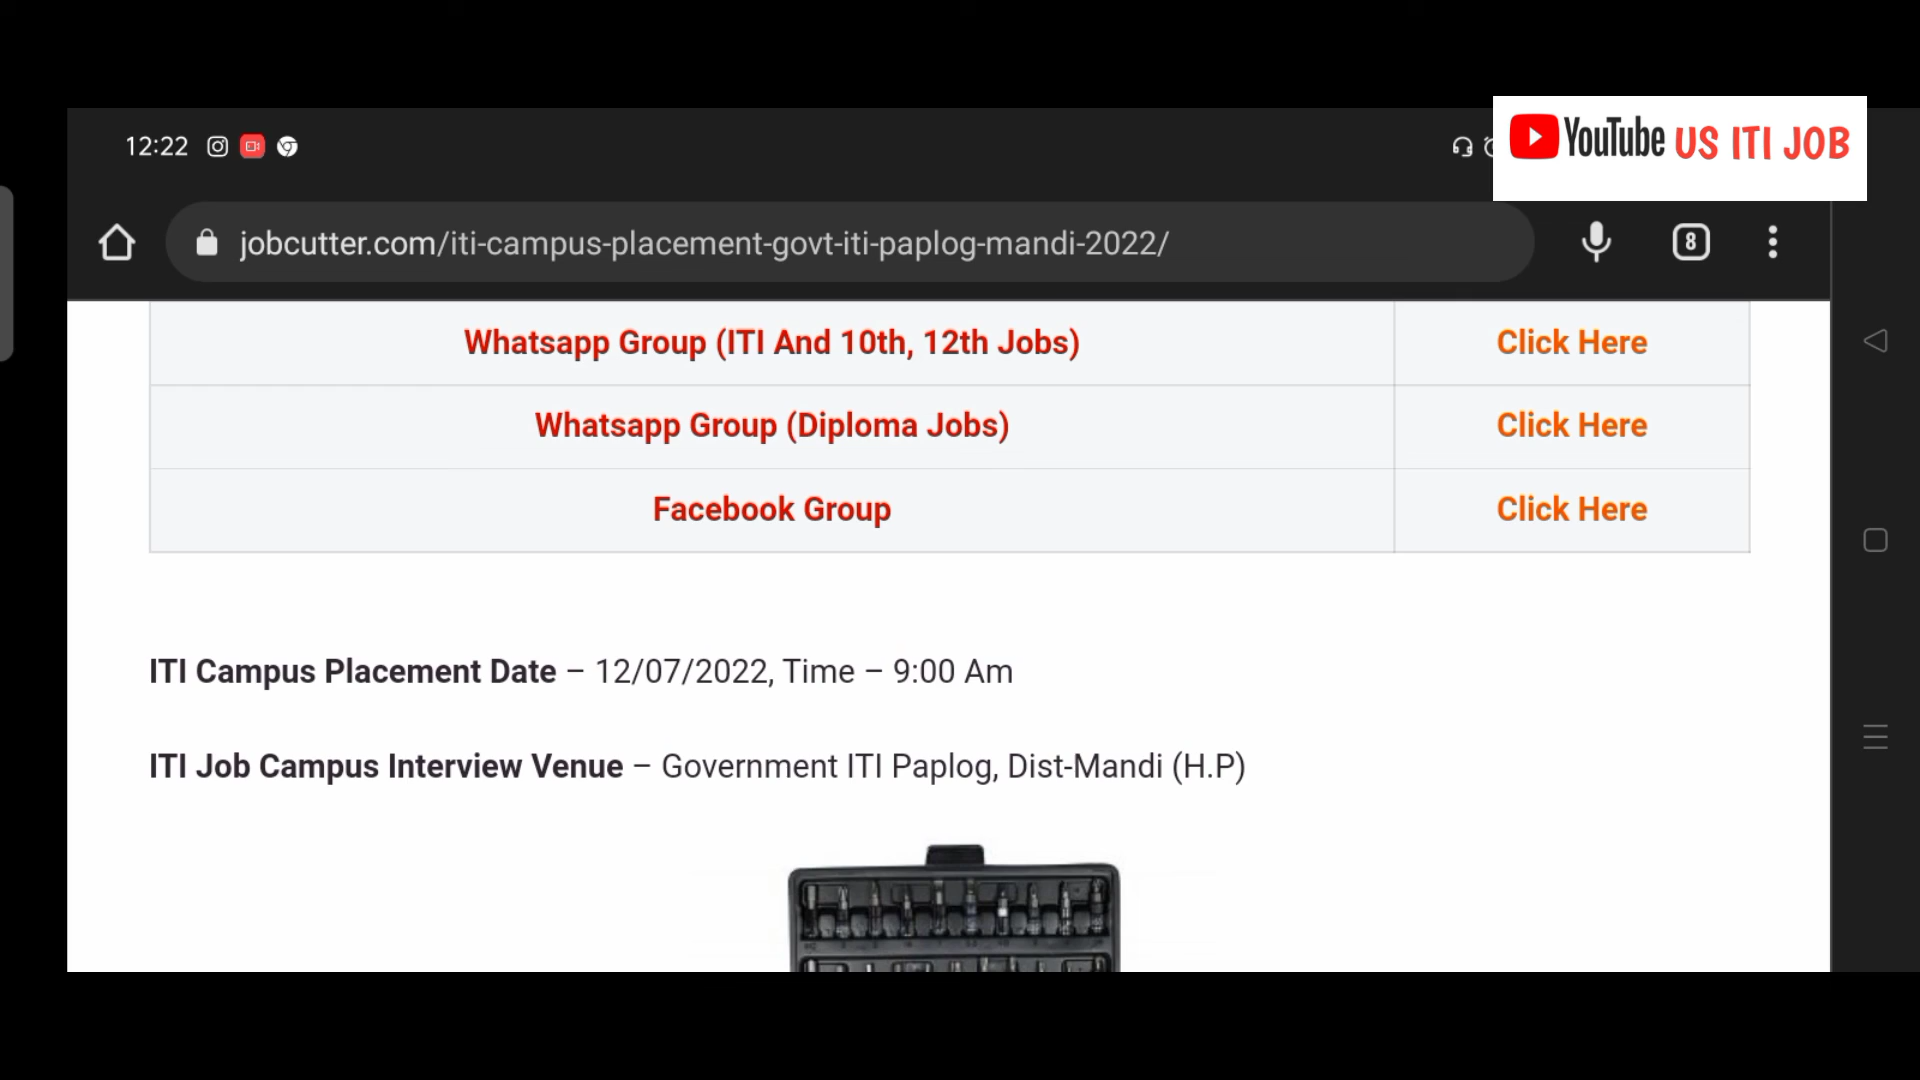 12:22
YouTube US ITI JOB
jobcutter.com/iti-campus-placement-govt-iti-paplog-mandi-2022/
8
Whatsapp Group (ITI And 10th, 12th Jobs) Click Here
Whatsapp Group (Diploma Jobs) Click Here
Facebook Group Click Here
ITI Campus Placement Date – 12/07/2022, Time – 9:00 Am
ITI Job Campus Interview Venue – Government ITI Paplog, Dist-Mandi (H.P)